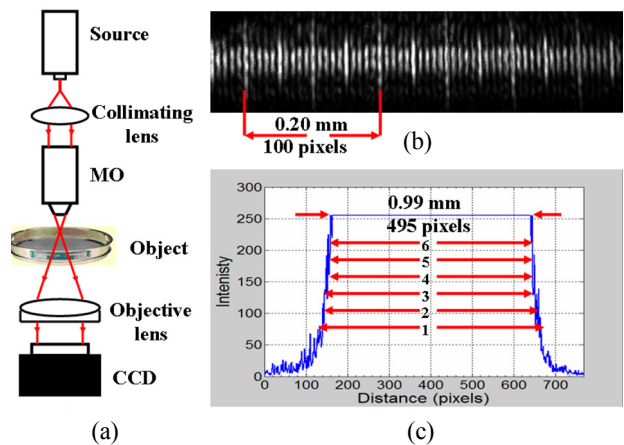 Source
Collimating
lens
MO
Object
Objective
lens
CCD
(a)
0.20 mm
100 pixels
(b)
300
250
200
150
100
50
0
Intenisty
0.99 mm
495 pixels
6
5
4
3
2
1
0 100 200 300 400 500 600 700
Distance (pixels)
(c)